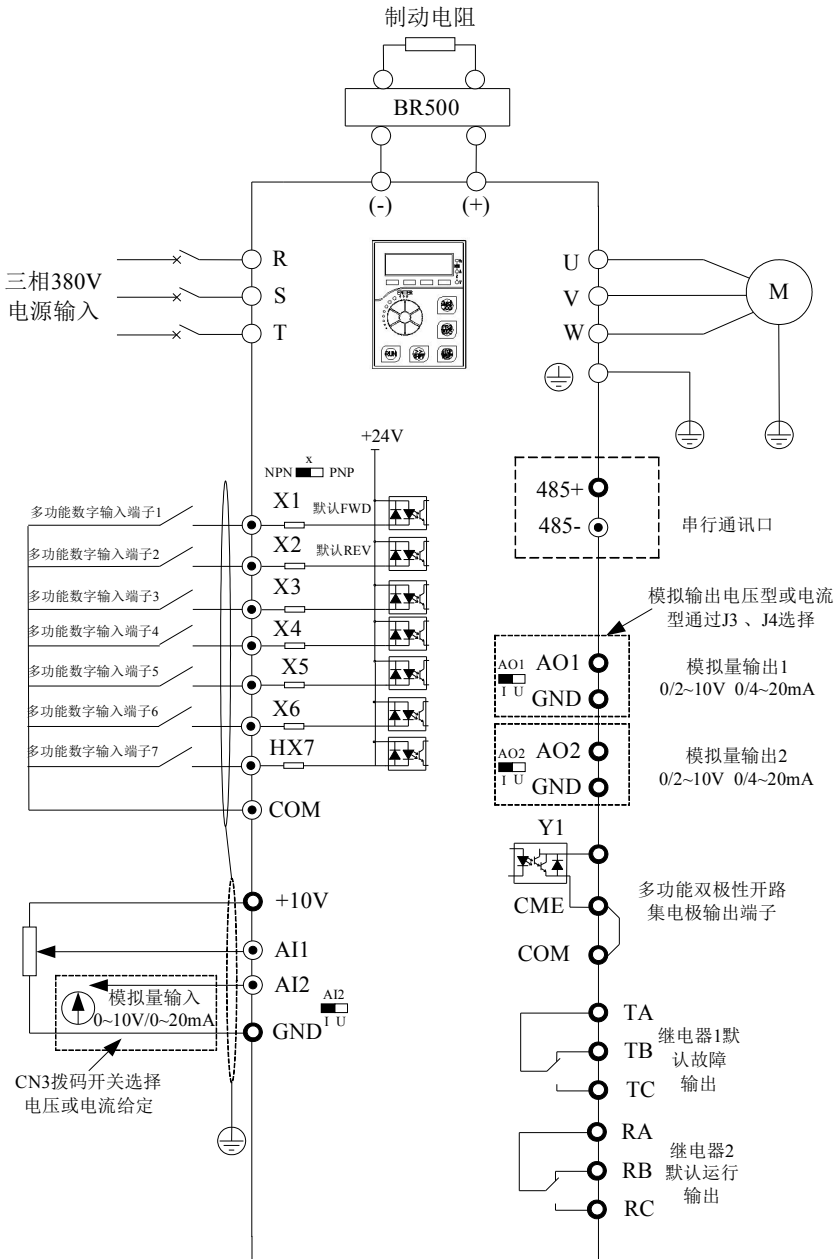 制动电阻
BR500
(-)
(+)
三相380V
电源输入
R
S
T
RUN
U
V
W
M
+24V
X
NPN
PNP
多功能数字输入端子1
X1
默认FWD
多功能数字输入端子2
X2
默认REV
多功能数字输入端子3
X3
多功能数字输入端子4
X4
多功能数字输入端子5
X5
多功能数字输入端子6
X6
多功能数字输入端子7
HX7
COM
+10V
AI1
AI2
模拟量输入
0~10V/0~20mA
AI2
I U
GND
CN3拨码开关选择
电压或电流给定
485+
485-
串行通讯口
模拟输出电压型或电流
型通过J3 、J4选择
AO1
I U
AO1
GND
模拟量输出1
0/2~10V 0/4~20mA
AO2
I U
AO2
GND
模拟量输出2
0/2~10V 0/4~20mA
Y1
CME
COM
多功能双极性开路
集电极输出端子
TA
TB
TC
继电器1默
认故障
输出
RA
RB
RC
继电器2
默认运行
输出